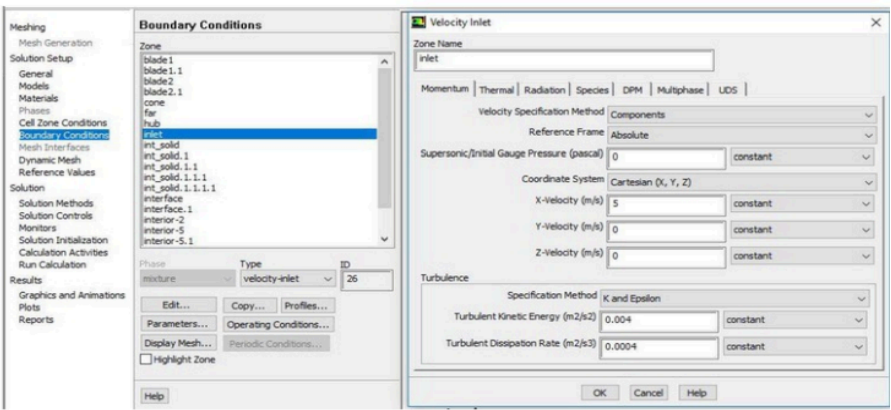 Meshing
Mesh Generation
Solution Setup
General
Models
Materials
Phases
Cell Zone Conditions
Boundary Conditions
Mesh Interfaces
Dynamic Mesh
Reference Values
Solution
Solution Methods
Solution Controls
Monitors
Solution Initialization
Calculation Activities
Run Calculation
Results
Graphics and Animations
Plots
Reports
Boundary Conditions
Zone
blade1
blade1.1
blade2
blade2.1
cone
far
hub
inlet
int_solid
int_solid.1
int_solid.1.1
int_solid.1.1.1
interface
interface.1
interior-2
interior-5
interior-5.1
Phase Type ID
mixture velocity-inlet 26
Edit... Copy... Profiles...
Parameters... Operating Conditions...
Display Mesh... Periodic Conditions...
Highlight Zone
Help
Velocity Inlet
Zone Name
inlet
Momentum Thermal Radiation Species DPM Multiphase UDS
Velocity Specification Method Components
Reference Frame Absolute
Supersonic/Initial Gauge Pressure (pascal) 0 constant
Coordinate System Cartesian (X, Y, Z)
X-Velocity (m/s) 5 constant
Y-Velocity (m/s) 0 constant
Z-Velocity (m/s) 0 constant
Turbulence
Specification Method K and Epsilon
Turbulent Kinetic Energy (m2/s2) 0.004 constant
Turbulent Dissipation Rate (m2/s3) 0.0004 constant
OK Cancel Help